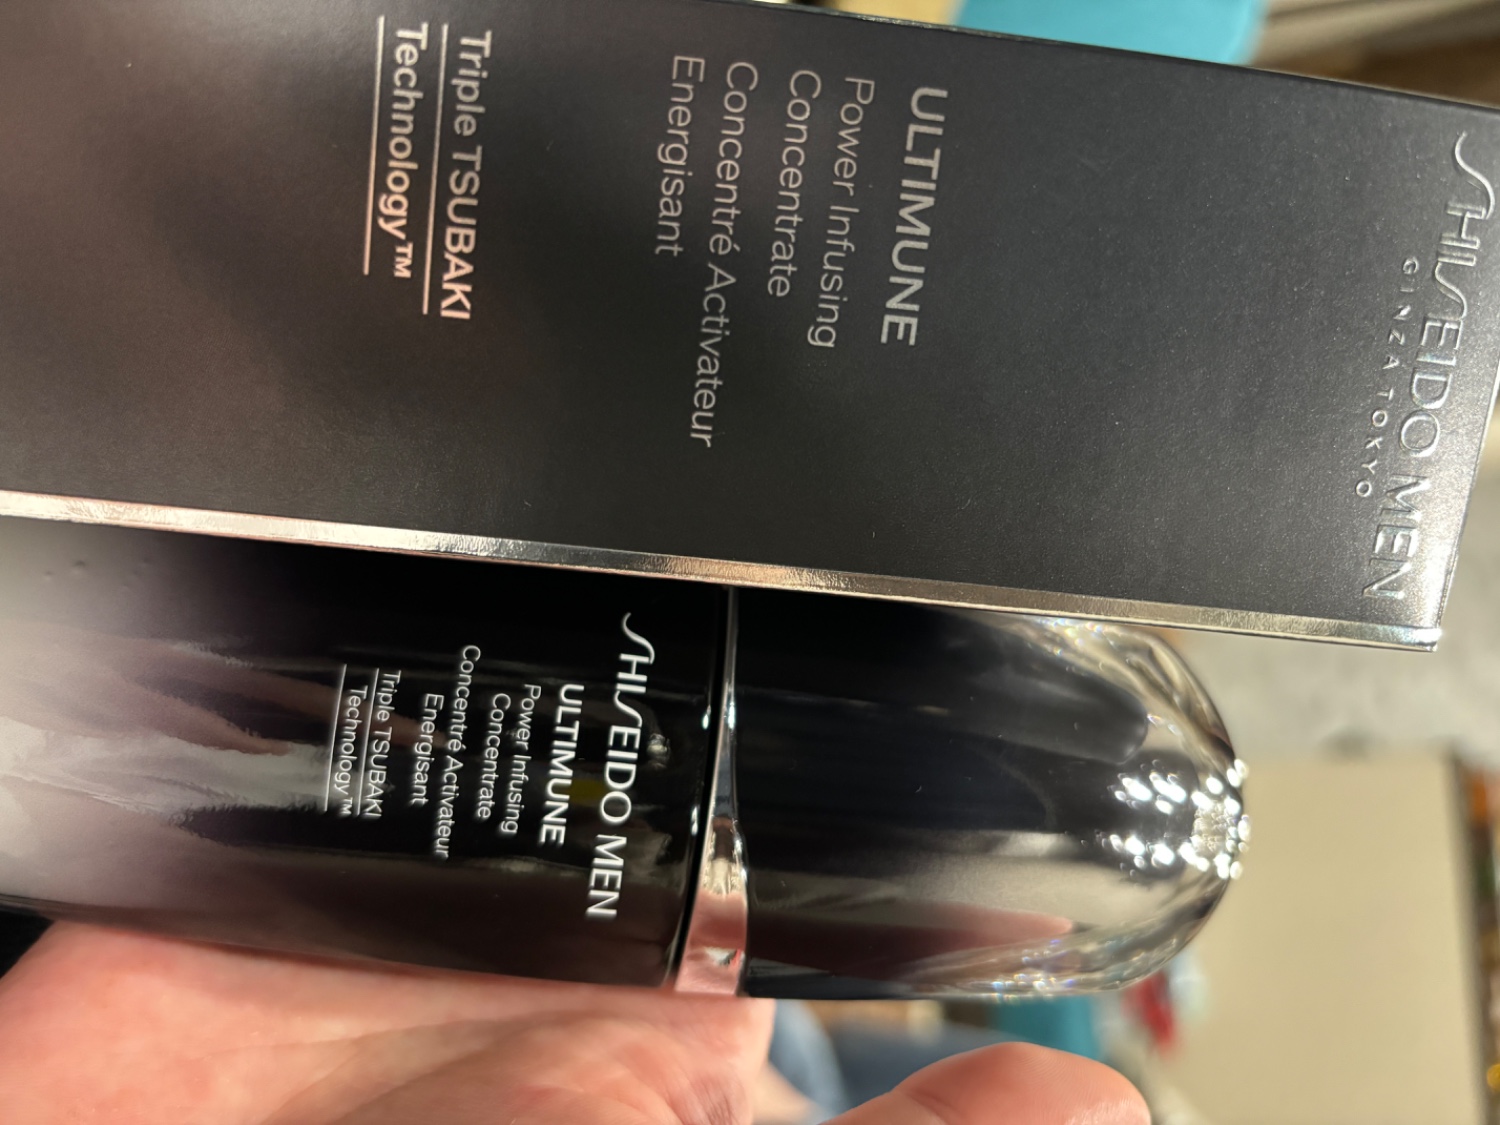 SHISEIDO MEN
GINZA TOKYO
ULTIMUNE
Power Infusing
Concentrate
Concentré Activateur
Energisant
Triple TSUBAKI
Technology™
SHISEIDO MEN
ULTIMUNE
Power Infusing
Concentrate
Concentré Activateur
Energisant
Triple TSUBAKI
Technology™